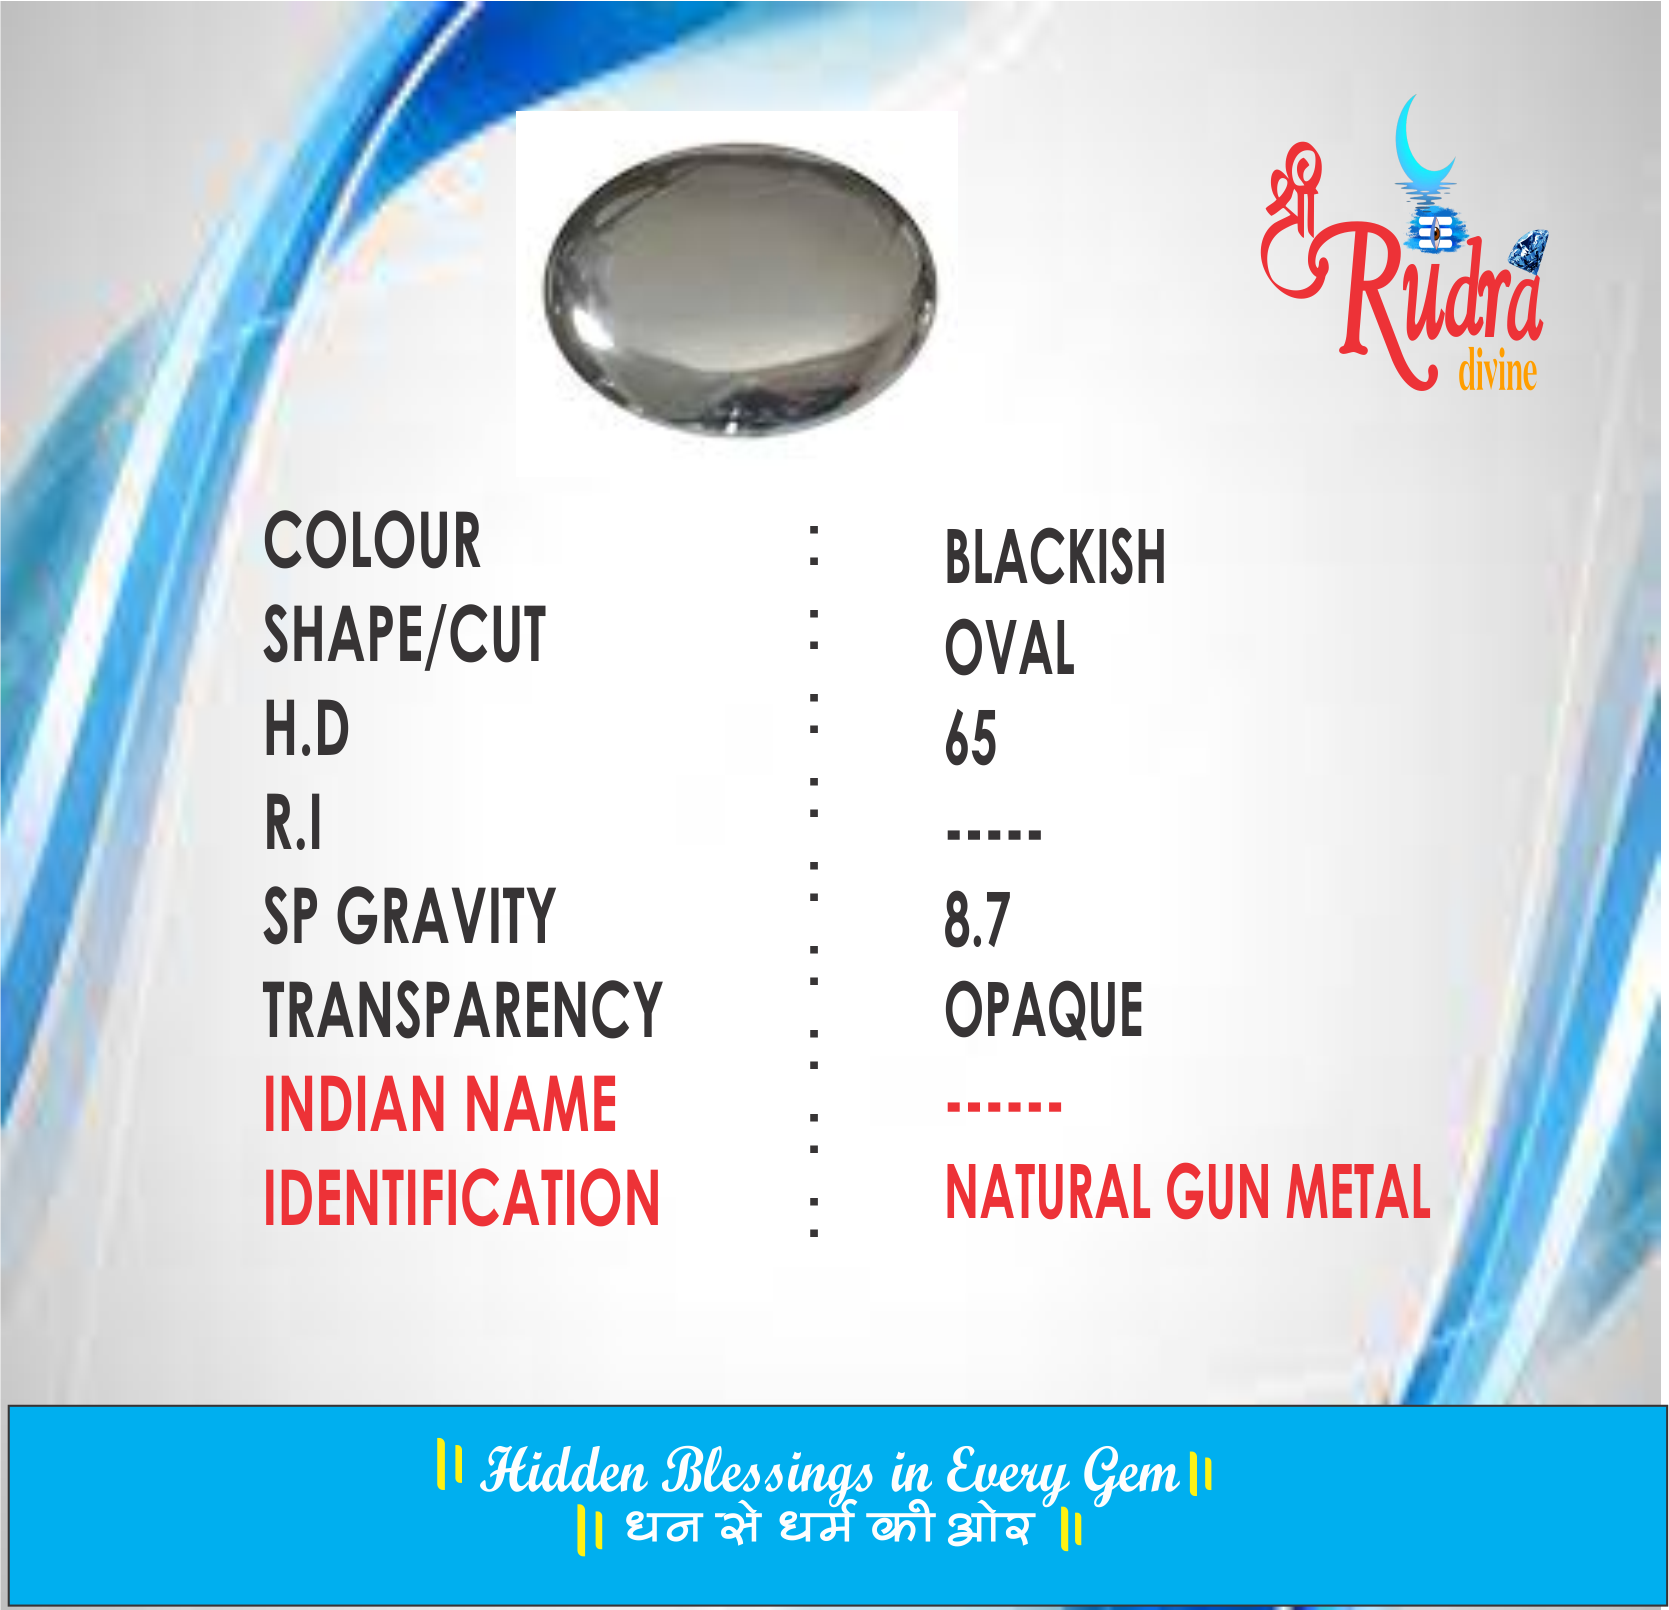 श्री Rudra
divine
COLOUR : BLACKISH
SHAPE/CUT : OVAL
H.D : 65
R.I : -----
SP GRAVITY : 8.7
TRANSPARENCY : OPAQUE
INDIAN NAME : ------
IDENTIFICATION : NATURAL GUN METAL
|| Hidden Blessings in Every Gem ||
|| धन से धर्म की ओर ||